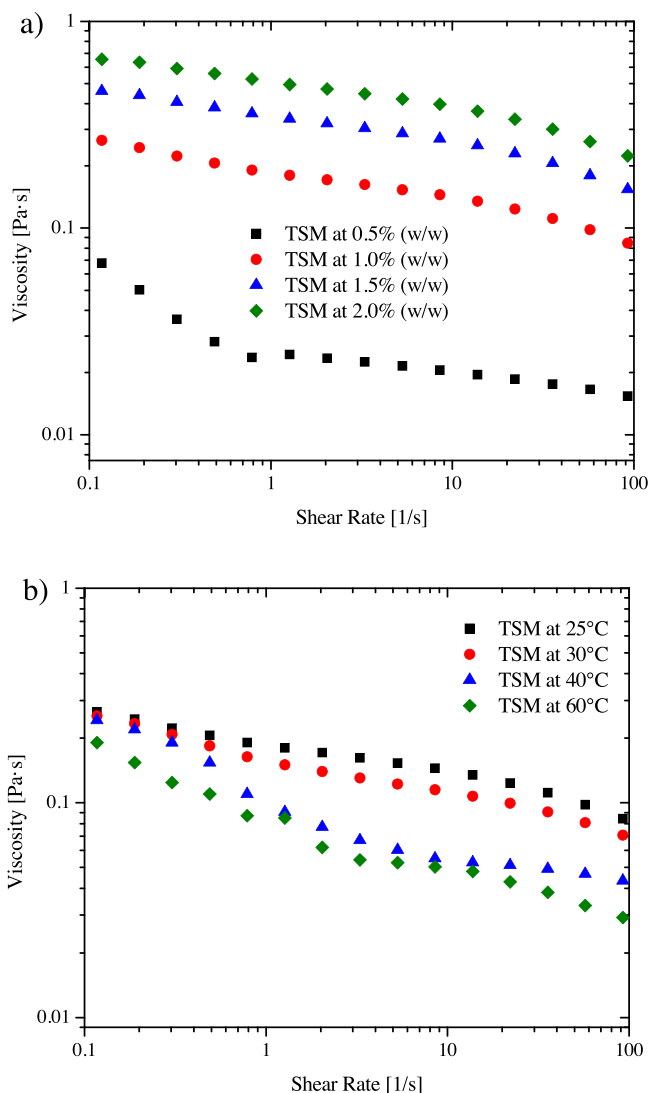 a)
1
0.1
0.01
Viscosity [Pa·s]
TSM at 0.5% (w/w)
TSM at 1.0% (w/w)
TSM at 1.5% (w/w)
TSM at 2.0% (w/w)
0.1 1 10 100
Shear Rate [1/s]
b)
1
0.1
0.01
Viscosity [Pa·s]
TSM at 25°C
TSM at 30°C
TSM at 40°C
TSM at 60°C
0.1 1 10 100
Shear Rate [1/s]